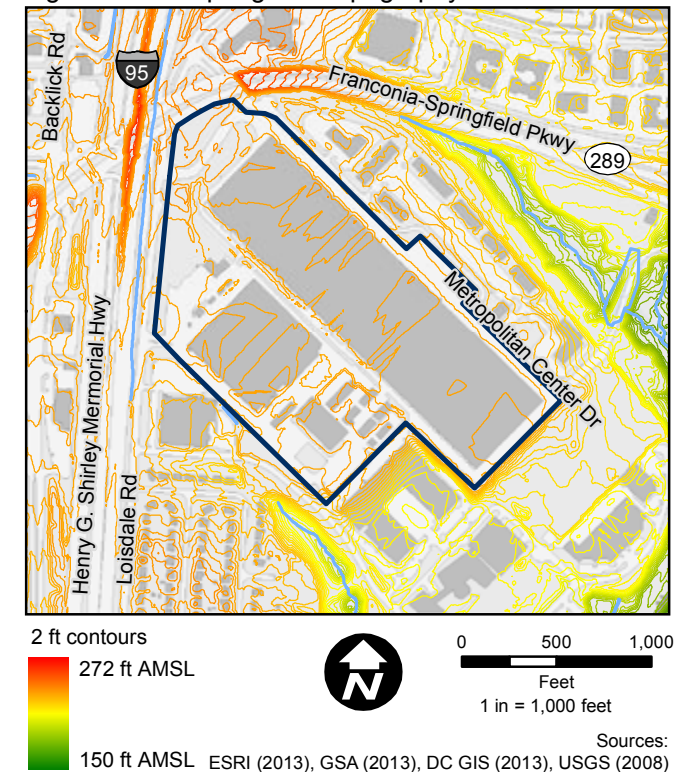 Backlick Rd
95
Franconia-Springfield Pkwy
289
Metropolitan Center Dr
Henry G. Shirley Memorial Hwy
Loisdale Rd
2 ft contours
272 ft AMSL
150 ft AMSL
N
0 500 1,000
Feet
1 in = 1,000 feet
Sources:
ESRI (2013), GSA (2013), DC GIS (2013), USGS (2008)